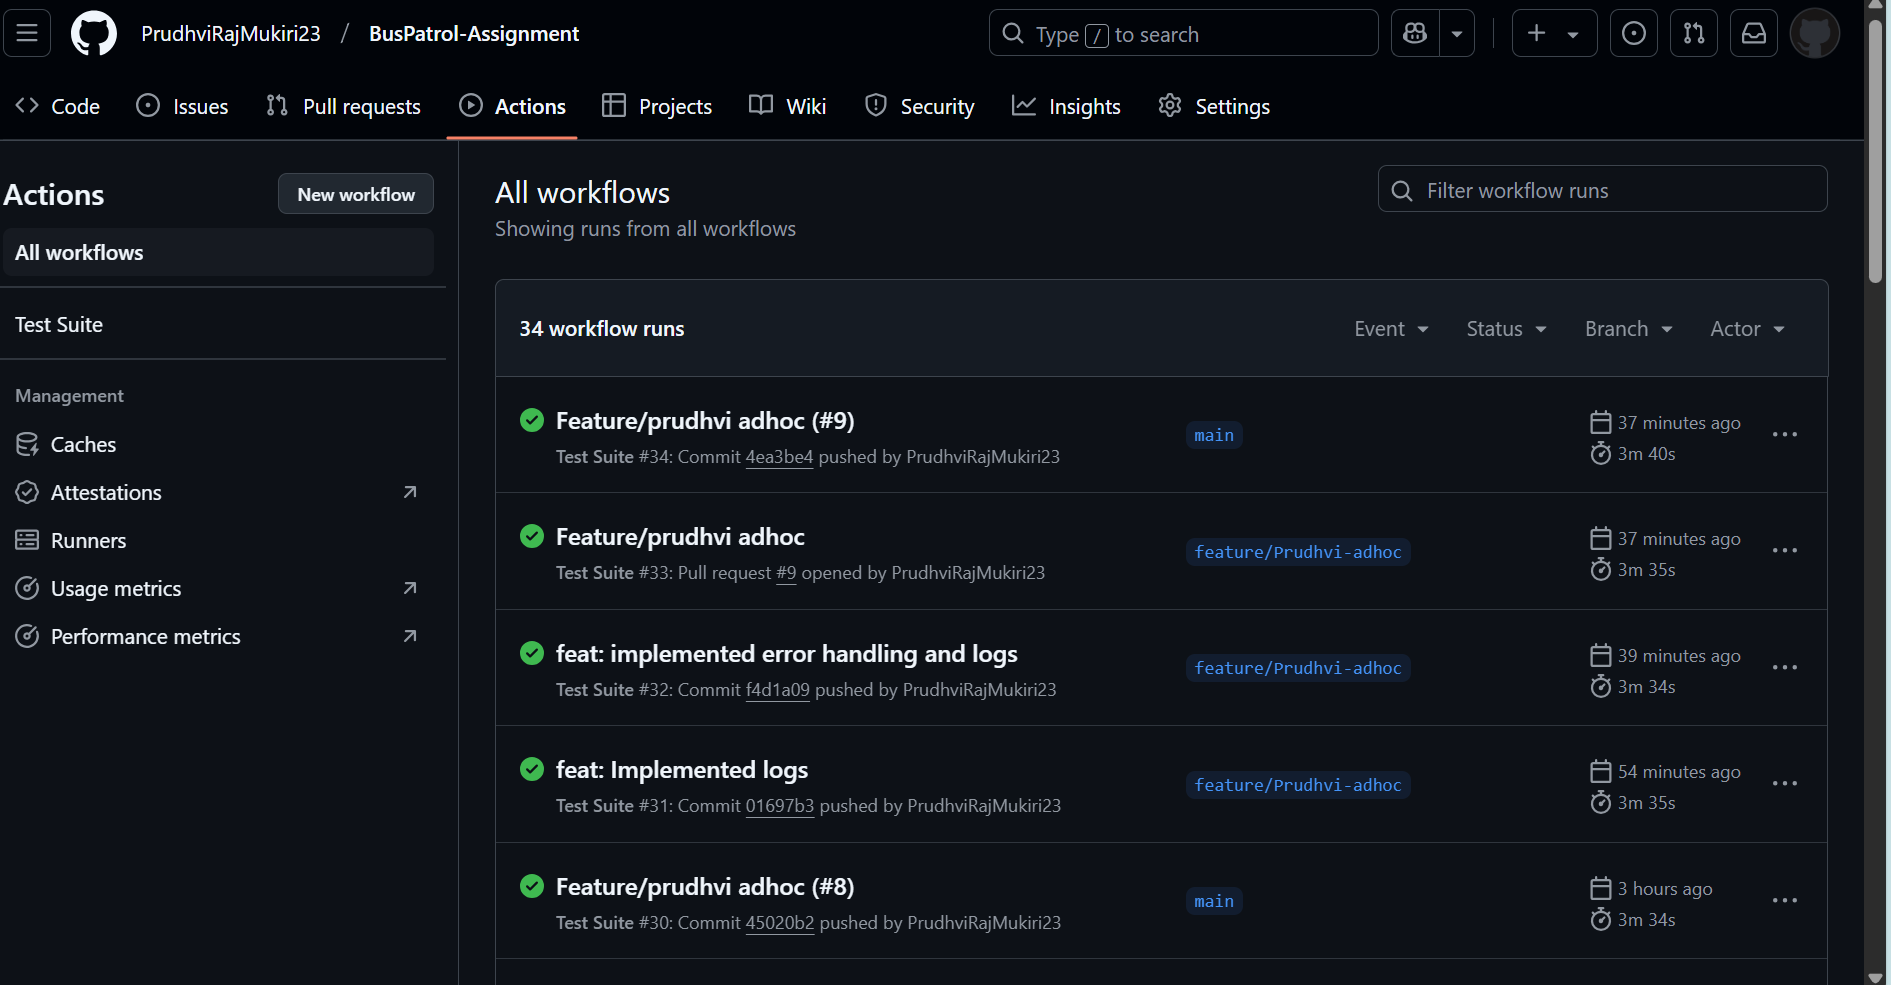 PrudhviRajMukiri23 / BusPatrol-Assignment
Type / to search
Code Issues Pull requests Actions Projects Wiki Security Insights Settings
Actions
New workflow
All workflows
Test Suite
Management
Caches
Attestations
Runners
Usage metrics
Performance metrics
All workflows
Showing runs from all workflows
Filter workflow runs
34 workflow runs
Event Status Branch Actor
Feature/prudhvi adhoc (#9)
Test Suite #34: Commit 4ea3be4 pushed by PrudhviRajMukiri23
main
37 minutes ago
3m 40s
Feature/prudhvi adhoc
Test Suite #33: Pull request #9 opened by PrudhviRajMukiri23
feature/Prudhvi-adhoc
37 minutes ago
3m 35s
feat: implemented error handling and logs
Test Suite #32: Commit f4d1a09 pushed by PrudhviRajMukiri23
feature/Prudhvi-adhoc
39 minutes ago
3m 34s
feat: Implemented logs
Test Suite #31: Commit 01697b3 pushed by PrudhviRajMukiri23
feature/Prudhvi-adhoc
54 minutes ago
3m 35s
Feature/prudhvi adhoc (#8)
Test Suite #30: Commit 45020b2 pushed by PrudhviRajMukiri23
main
3 hours ago
3m 34s